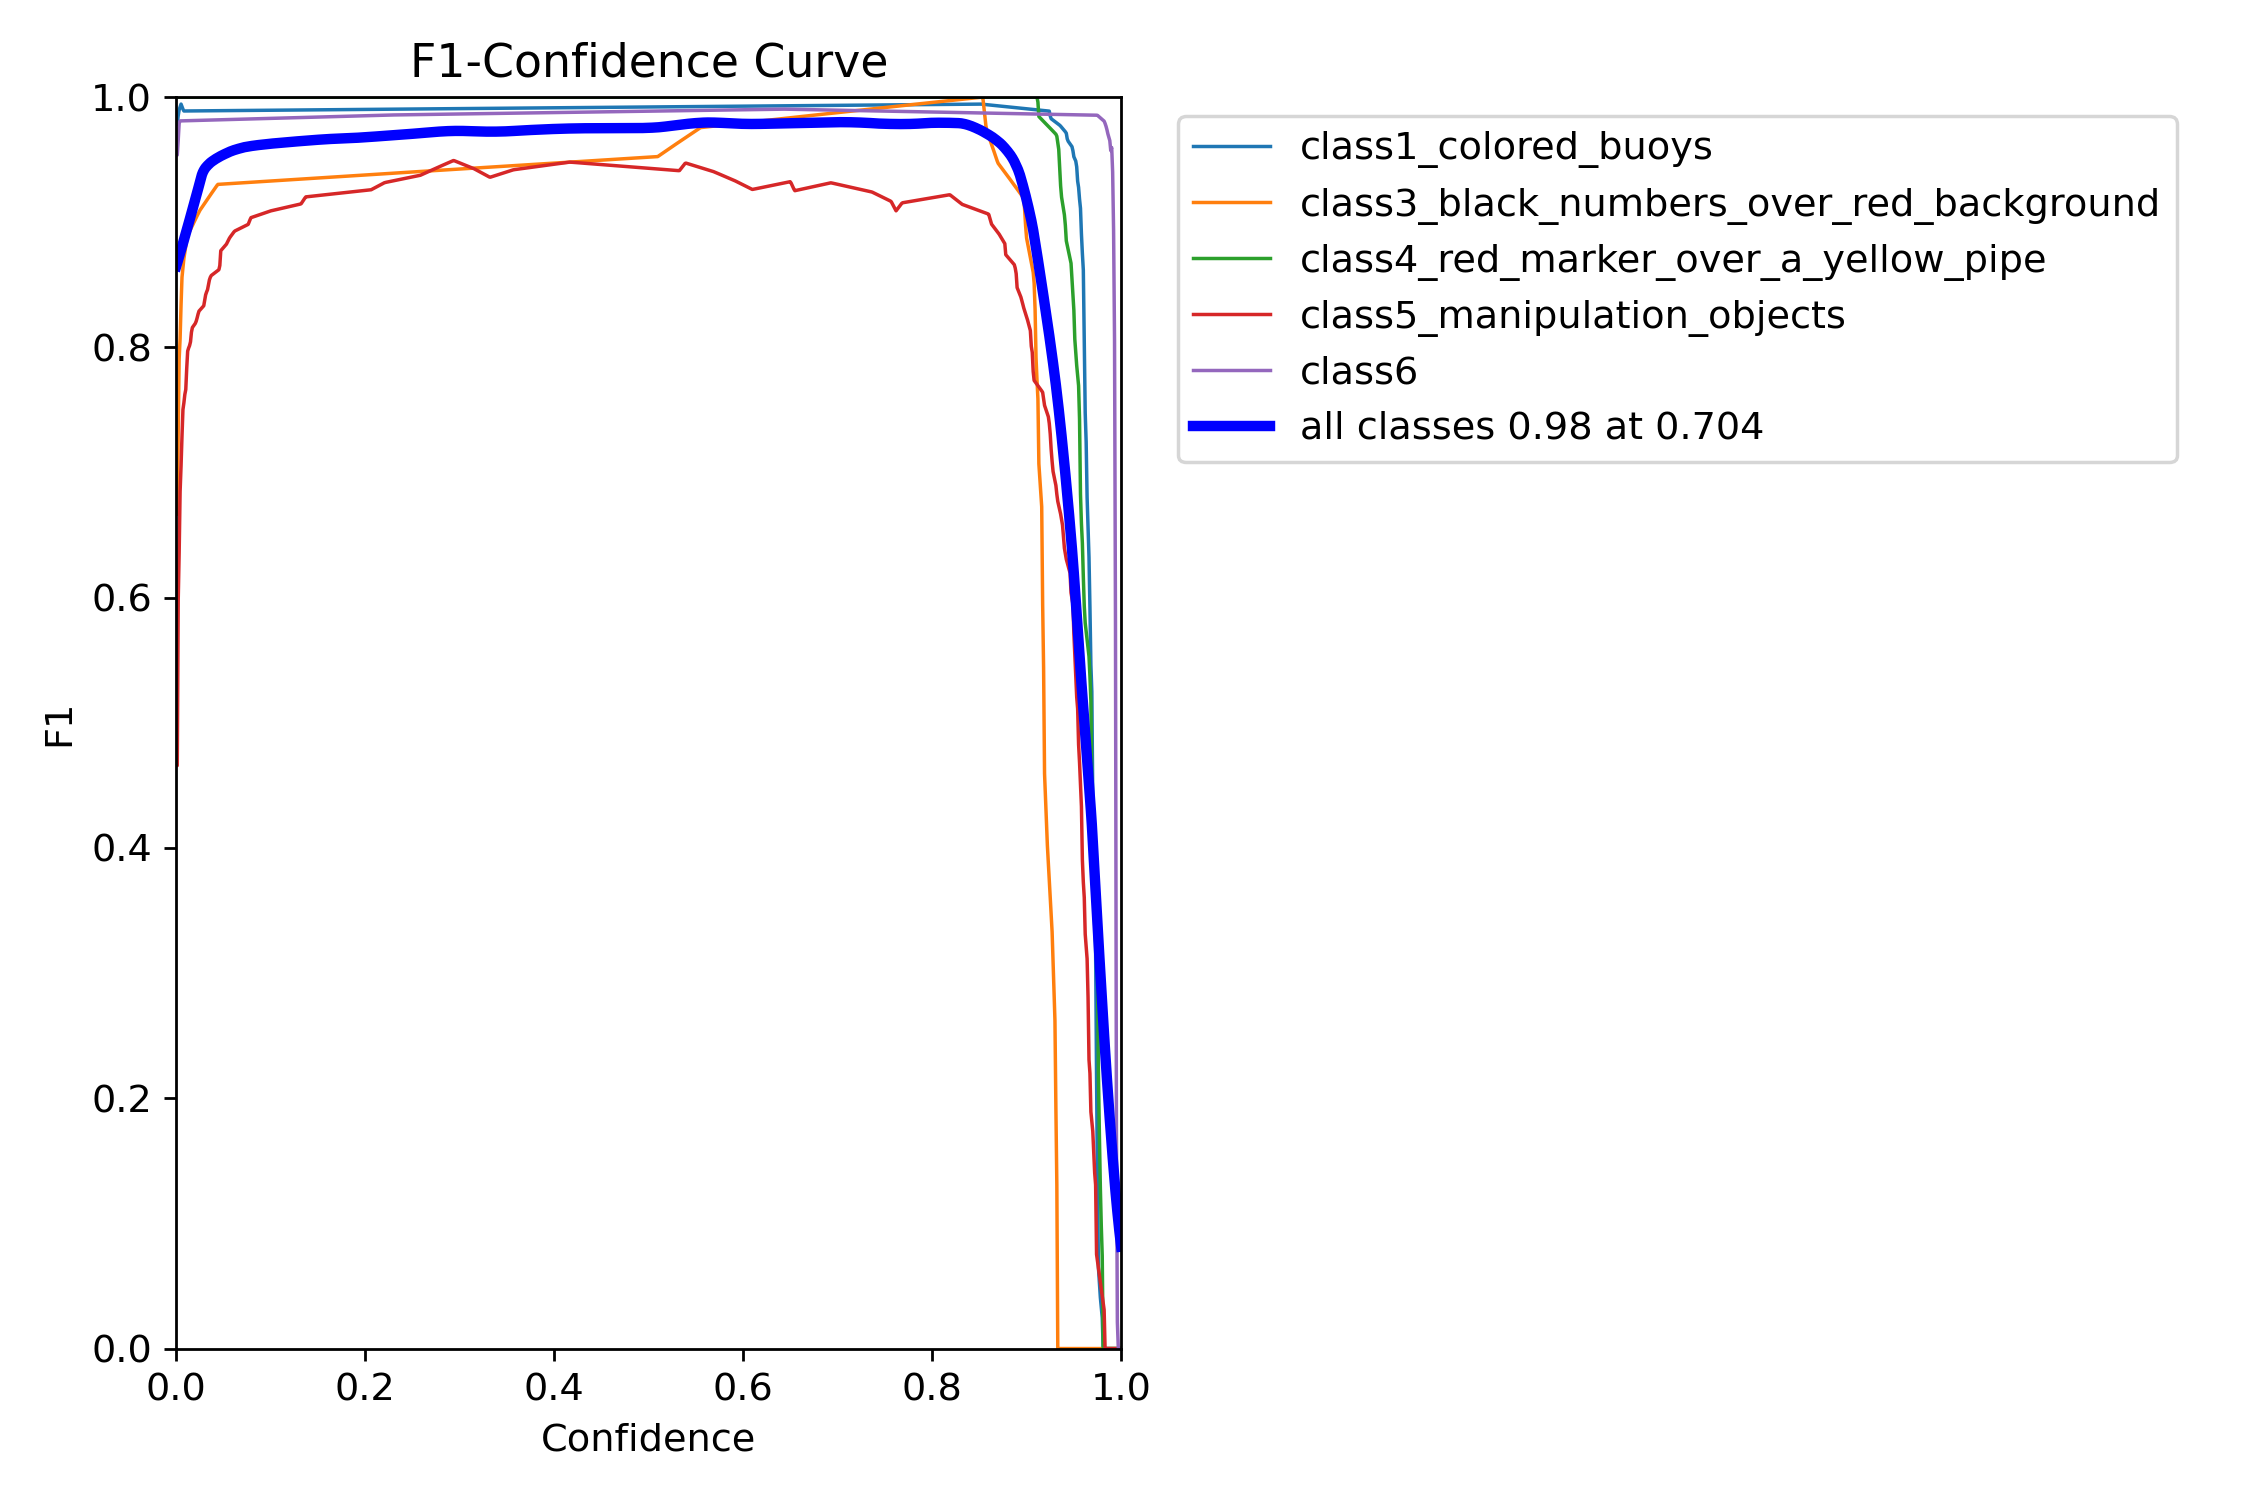 F1-Confidence Curve
1.0
0.8
0.6
0.4
0.2
0.0
F1
0.0 0.2 0.4 0.6 0.8 1.0
Confidence
class1_colored_buoys
class3_black_numbers_over_red_background
class4_red_marker_over_a_yellow_pipe
class5_manipulation_objects
class6
all classes 0.98 at 0.704